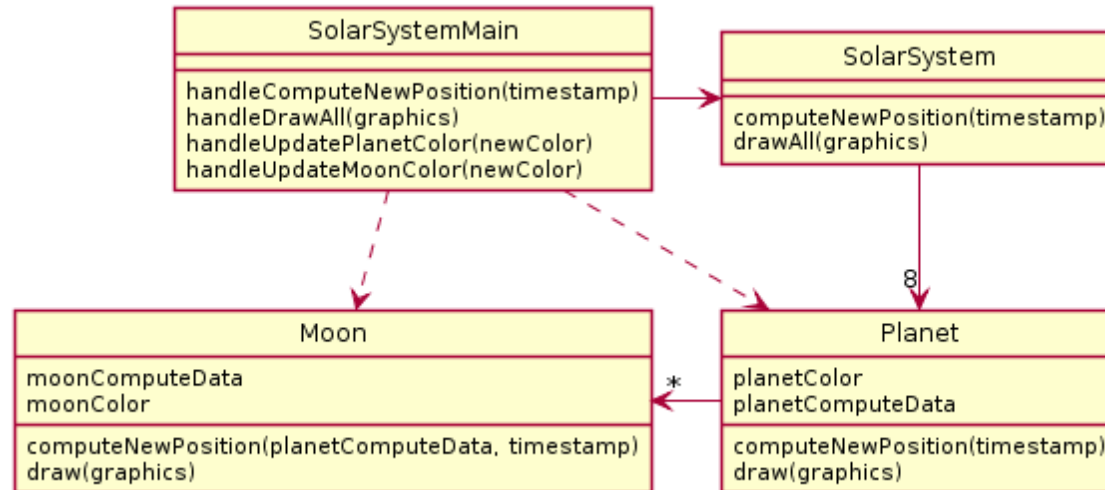 SolarSystemMain
handleComputeNewPosition(timestamp)
handleDrawAll(graphics)
handleUpdatePlanetColor(newColor)
handleUpdateMoonColor(newColor)
SolarSystem
computeNewPosition(timestamp)
drawAll(graphics)
8
Moon
moonComputeData
moonColor
computeNewPosition(planetComputeData, timestamp)
draw(graphics)
*
Planet
planetColor
planetComputeData
computeNewPosition(timestamp)
draw(graphics)